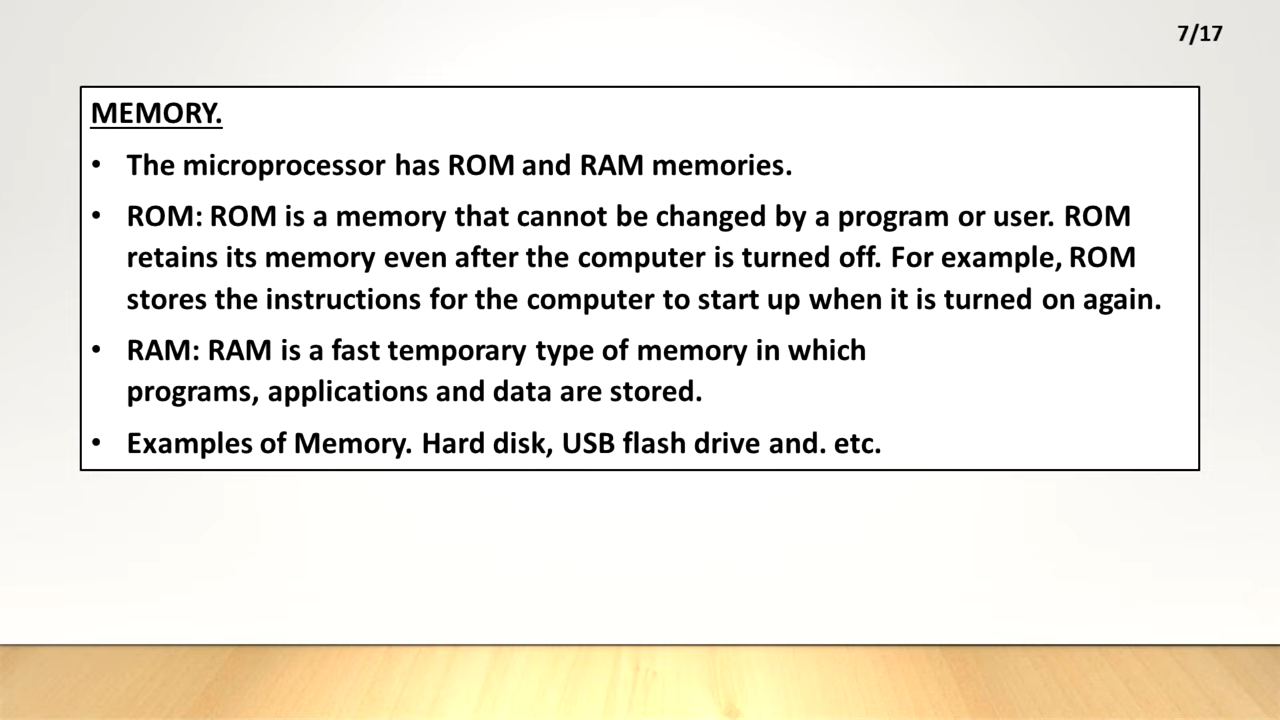 7/17
MEMORY.
• The microprocessor has ROM and RAM memories.
• ROM: ROM is a memory that cannot be changed by a program or user. ROM
retains its memory even after the computer is turned off. For example, ROM
stores the instructions for the computer to start up when it is turned on again.
• RAM: RAM is a fast temporary type of memory in which
programs, applications and data are stored.
• Examples of Memory. Hard disk, USB flash drive and. etc.